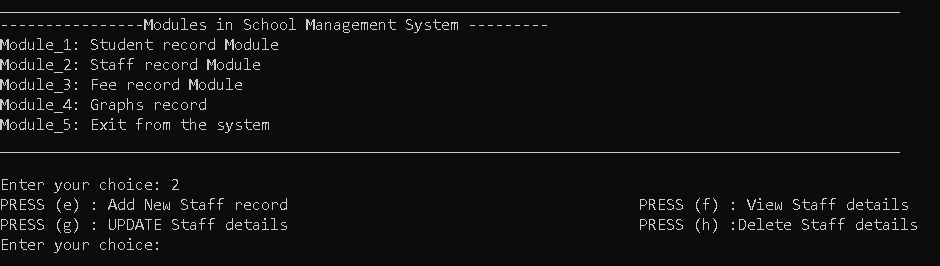 ----------------Modules in School Management System ---------
Module_1: Student record Module
Module_2: Staff record Module
Module_3: Fee record Module
Module_4: Graphs record
Module_5: Exit from the system
Enter your choice: 2
PRESS (e) : Add New Staff record PRESS (f) : View Staff details
PRESS (g) : UPDATE Staff details PRESS (h) :Delete Staff details
Enter your choice: